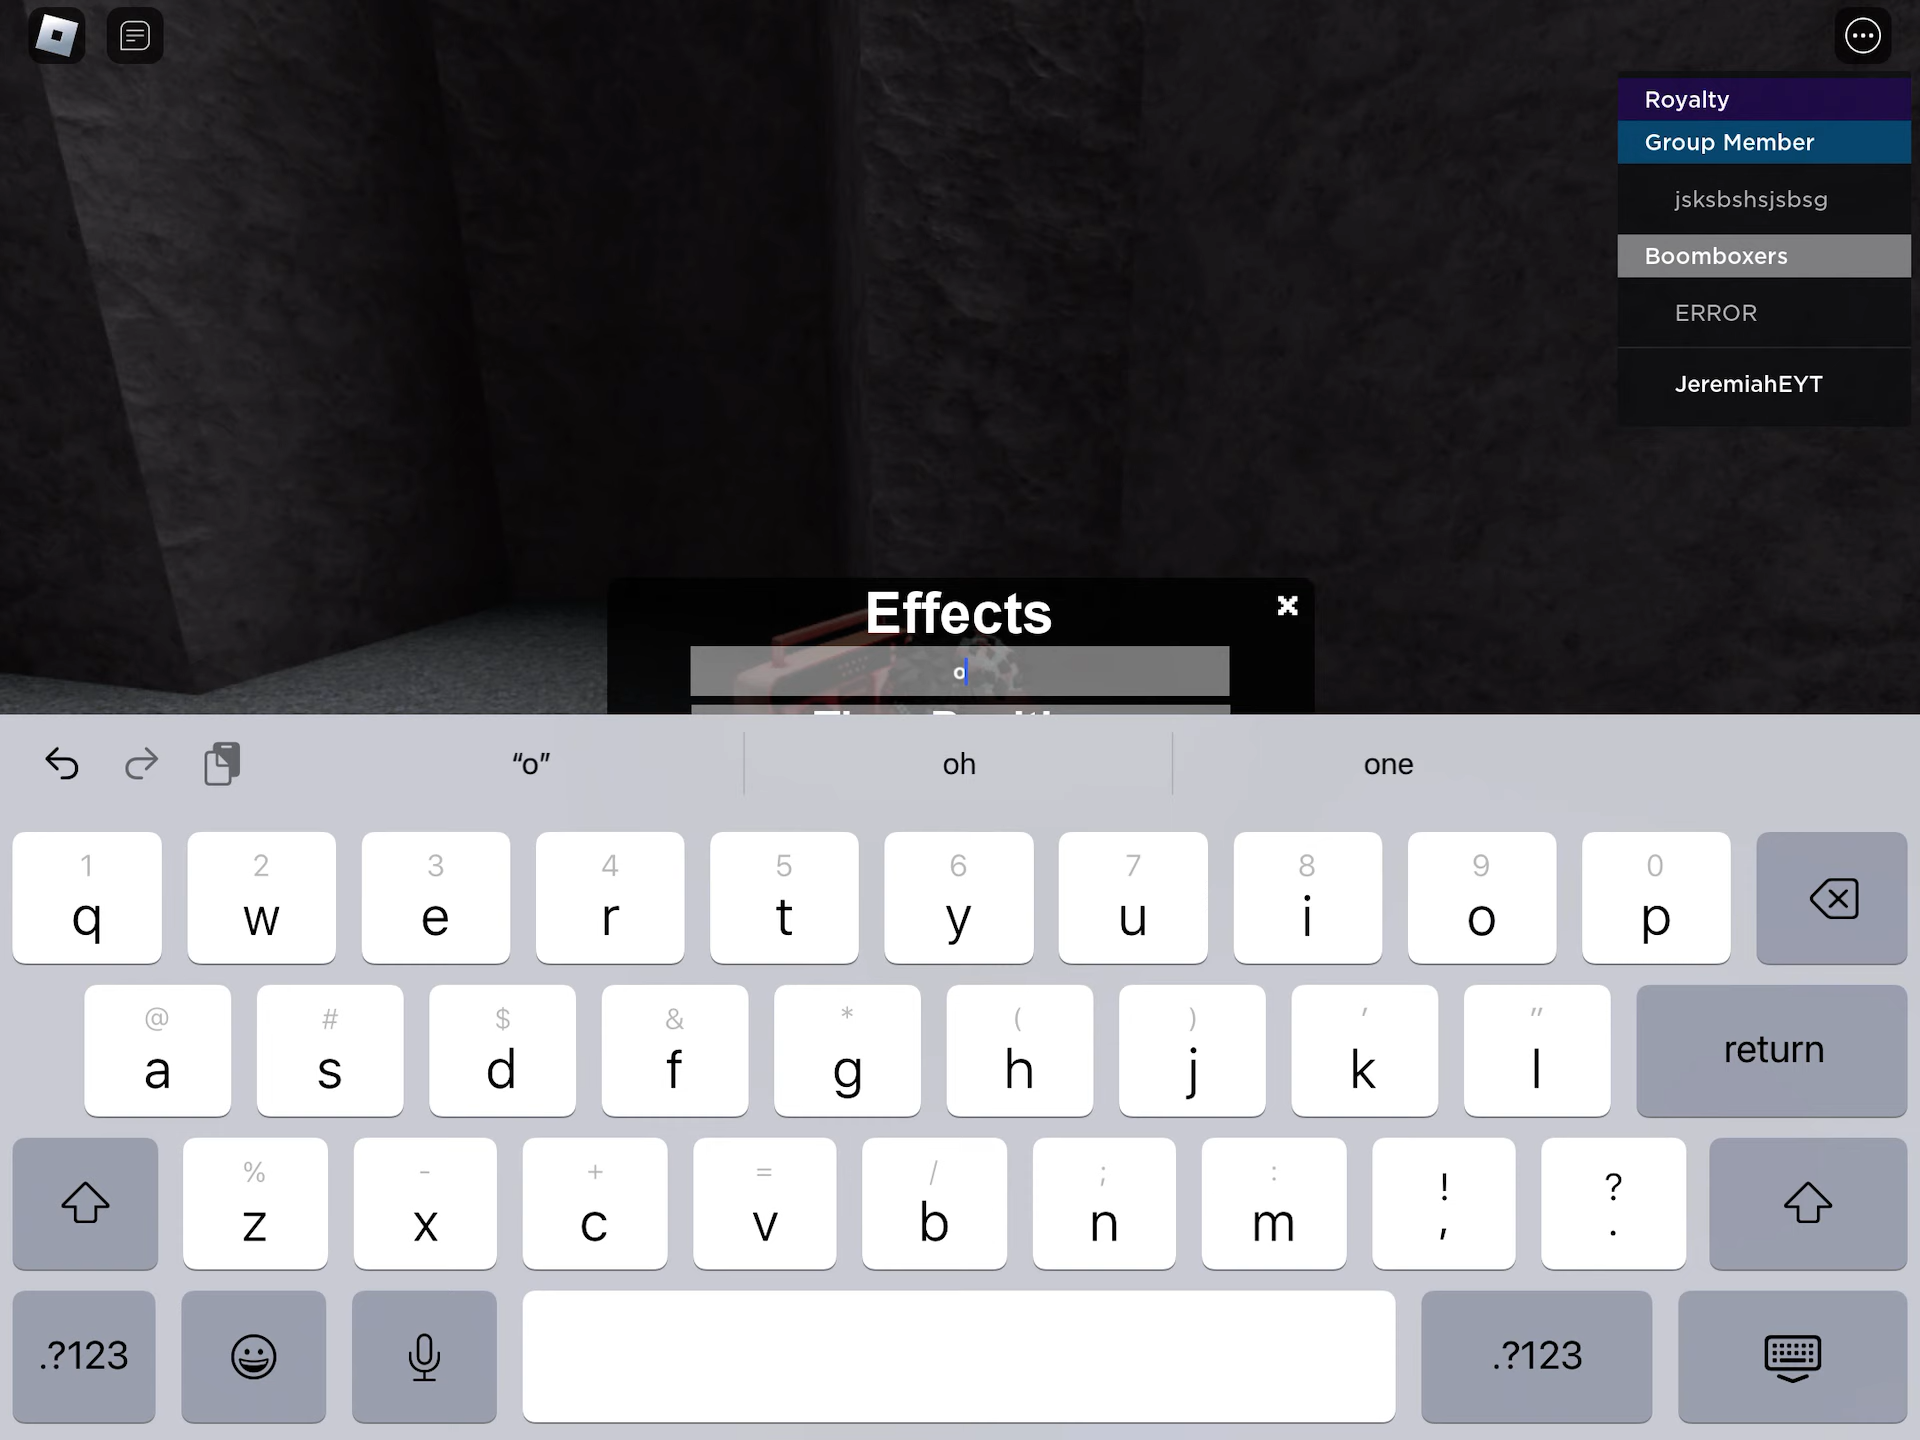 Royalty
Group Member
jsksbshsjsbsg
Boomboxers
ERROR
JeremiahEYT
Effects
o
“o” oh one
1 2 3 4 5 6 7 8 9 0
q w e r t y u i o p
@ # $ & * ( ) ' "
a s d f g h j k l return
% - + = / ; : ! ?
z x c v b n m , .
.?123 .?123